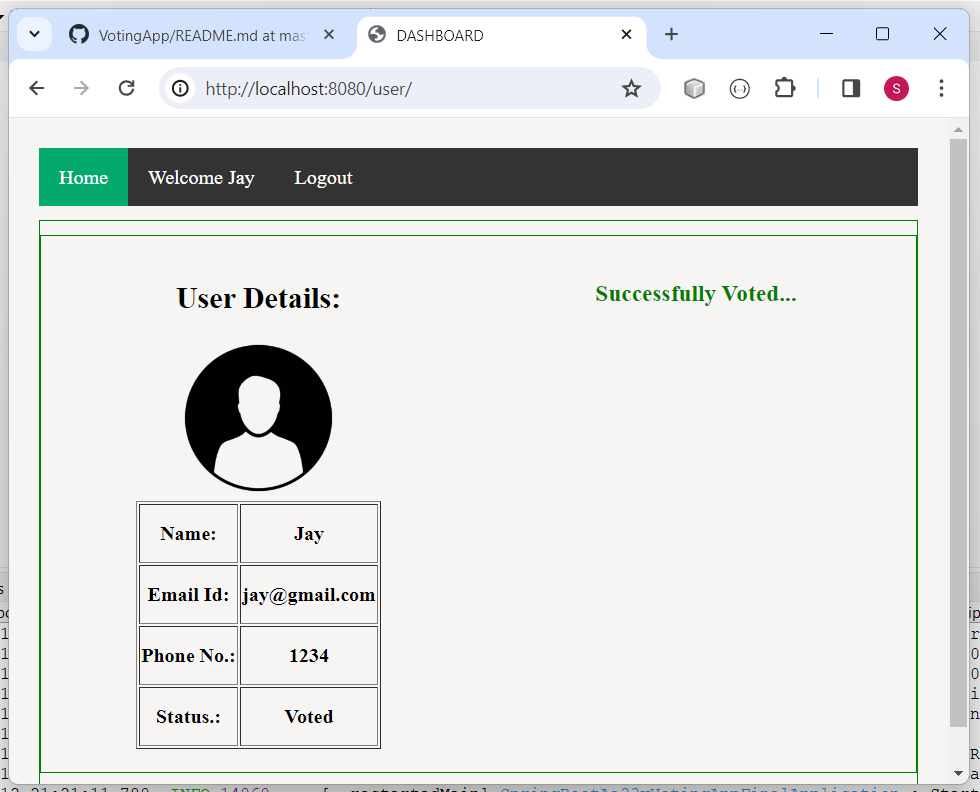 VotingApp/README.md at mas
DASHBOARD
http://localhost:8080/user/
S
Home Welcome Jay Logout
User Details:
Successfully Voted...
Name: Jay
Email Id: jay@gmail.com
Phone No.: 1234
Status.: Voted